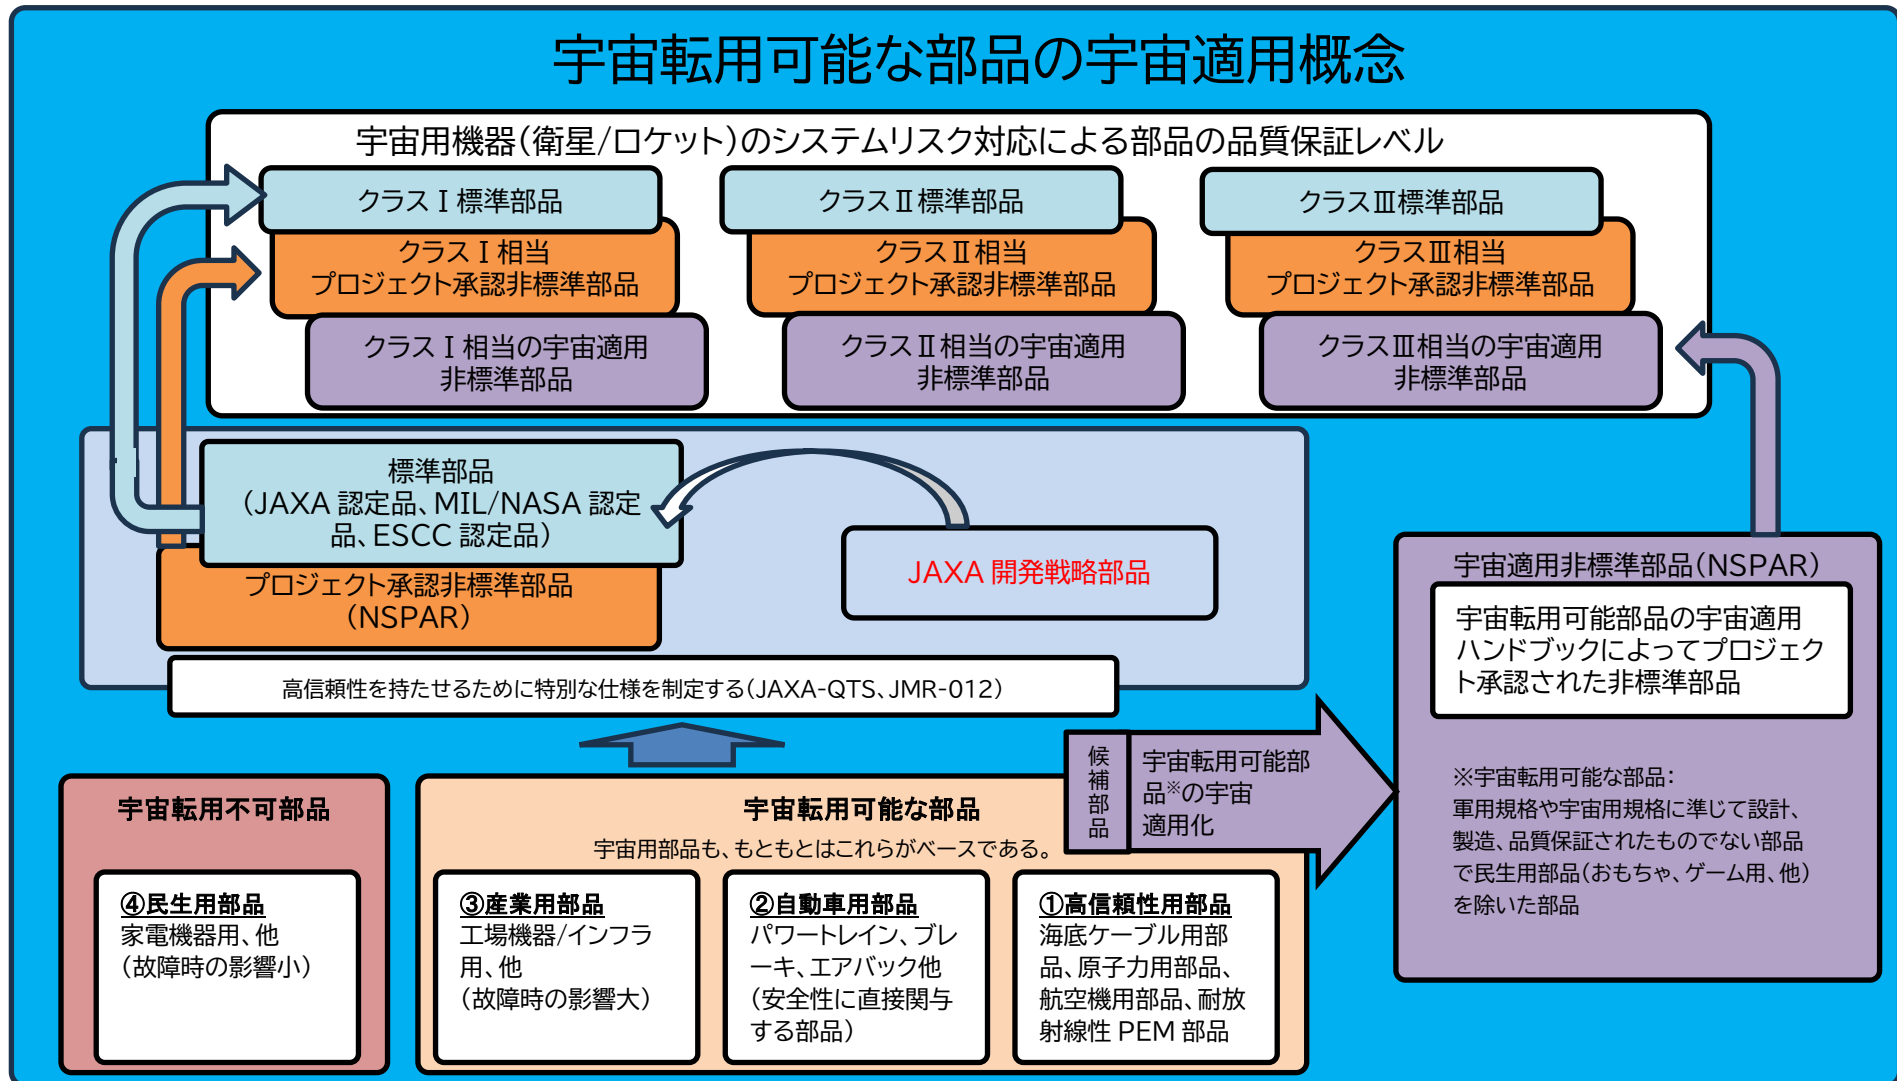 宇宙転用可能な部品の宇宙適用概念
宇宙用機器(衛星/ロケット)のシステムリスク対応による部品の品質保証レベル
クラスⅠ標準部品
クラスⅡ標準部品
クラスⅢ標準部品
クラスⅠ相当
プロジェクト承認非標準部品
クラスⅡ相当
プロジェクト承認非標準部品
クラスⅢ相当
プロジェクト承認非標準部品
クラスⅠ相当の宇宙適用
非標準部品
クラスⅡ相当の宇宙適用
非標準部品
クラスⅢ相当の宇宙適用
非標準部品
標準部品
(JAXA 認定品、MIL/NASA 認定
品、ESCC 認定品)
プロジェクト承認非標準部品
(NSPAR)
JAXA 開発戦略部品
高信頼性を持たせるために特別な仕様を制定する(JAXA-QTS、JMR-012)
宇宙適用非標準部品(NSPAR)
宇宙転用可能部品の宇宙適用
ハンドブックによってプロジェク
ト承認された非標準部品
※宇宙転用可能な部品:
軍用規格や宇宙用規格に準じて設計、
製造、品質保証されたものでない部品
で民生用部品(おもちゃ、ゲーム用、他)
を除いた部品
候補部品
宇宙転用可能部
品※の宇宙
適用化
宇宙転用不可部品
④民生用部品
家電機器用、他
(故障時の影響小)
宇宙転用可能な部品
宇宙用部品も、もともとはこれらがベースである。
③産業用部品
工場機器/インフラ
用、他
(故障時の影響大)
②自動車用部品
パワートレイン、ブレ
ーキ、エアバック他
(安全性に直接関与
する部品)
①高信頼性用部品
海底ケーブル用部
品、原子力用部品、
航空機用部品、耐放
射線性 PEM 部品